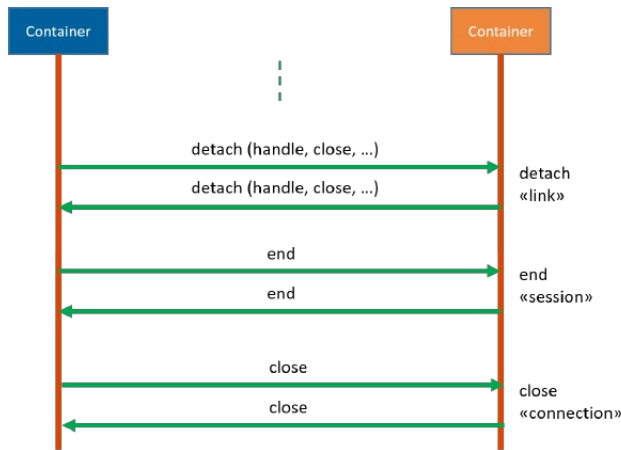 Container
Container
detach (handle, close, ...)
detach (handle, close, ...)
detach
«link»
end
end
end
«session»
close
close
close
«connection»